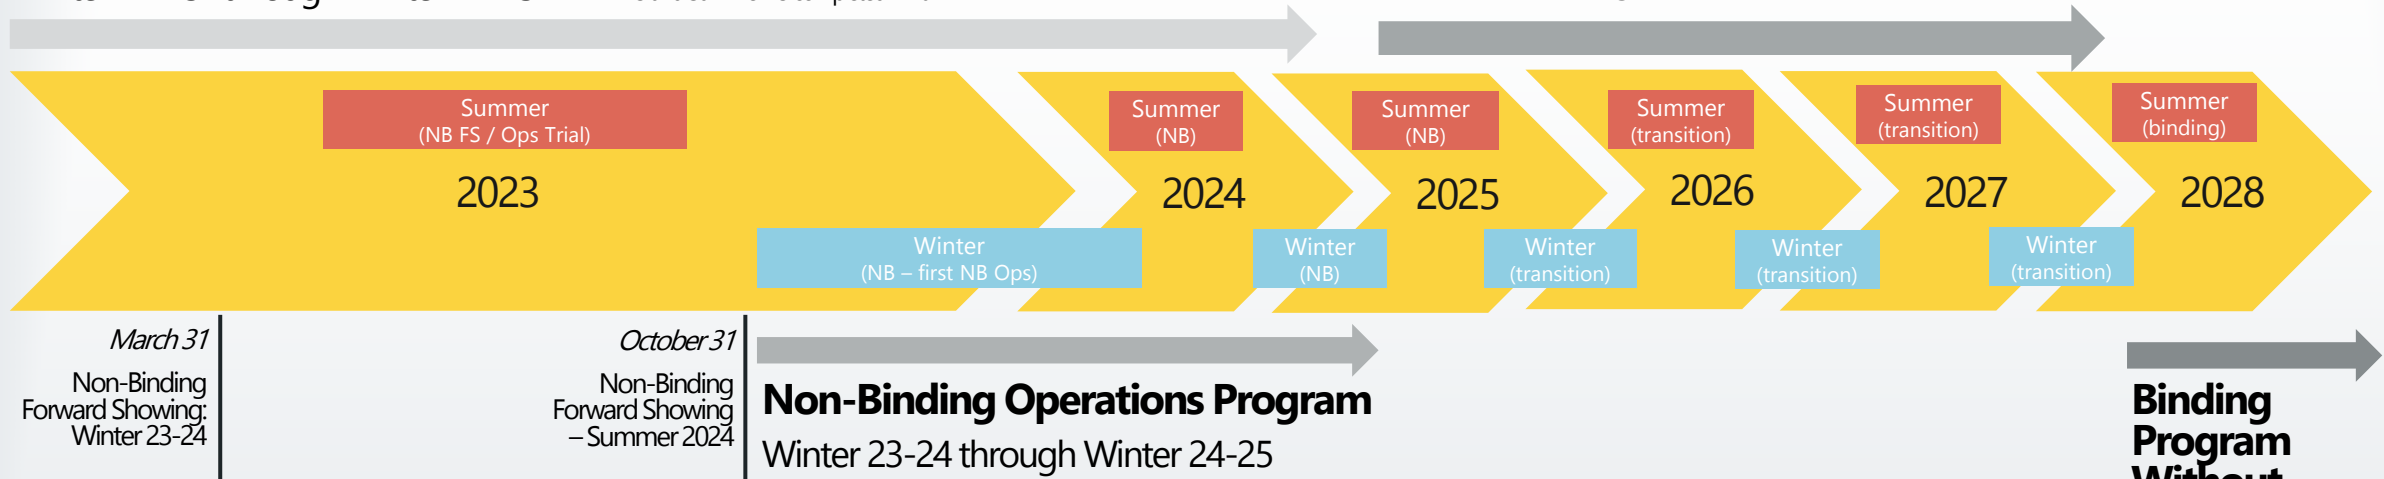 Summer
(NB FS / Ops Trial)
Summer
(NB)
Summer
(NB)
Summer
(transition)
Summer
(transition)
Summer
(binding)
2023
2024
2025
2026
2027
2028
Winter
(NB – first NB Ops)
Winter
(NB)
Winter
(transition)
Winter
(transition)
Winter
(transition)
March 31
Non-Binding
Forward Showing:
Winter 23-24
October 31
Non-Binding
Forward Showing
– Summer 2024
Non-Binding Operations Program
Winter 23-24 through Winter 24-25
Binding
Program
Without